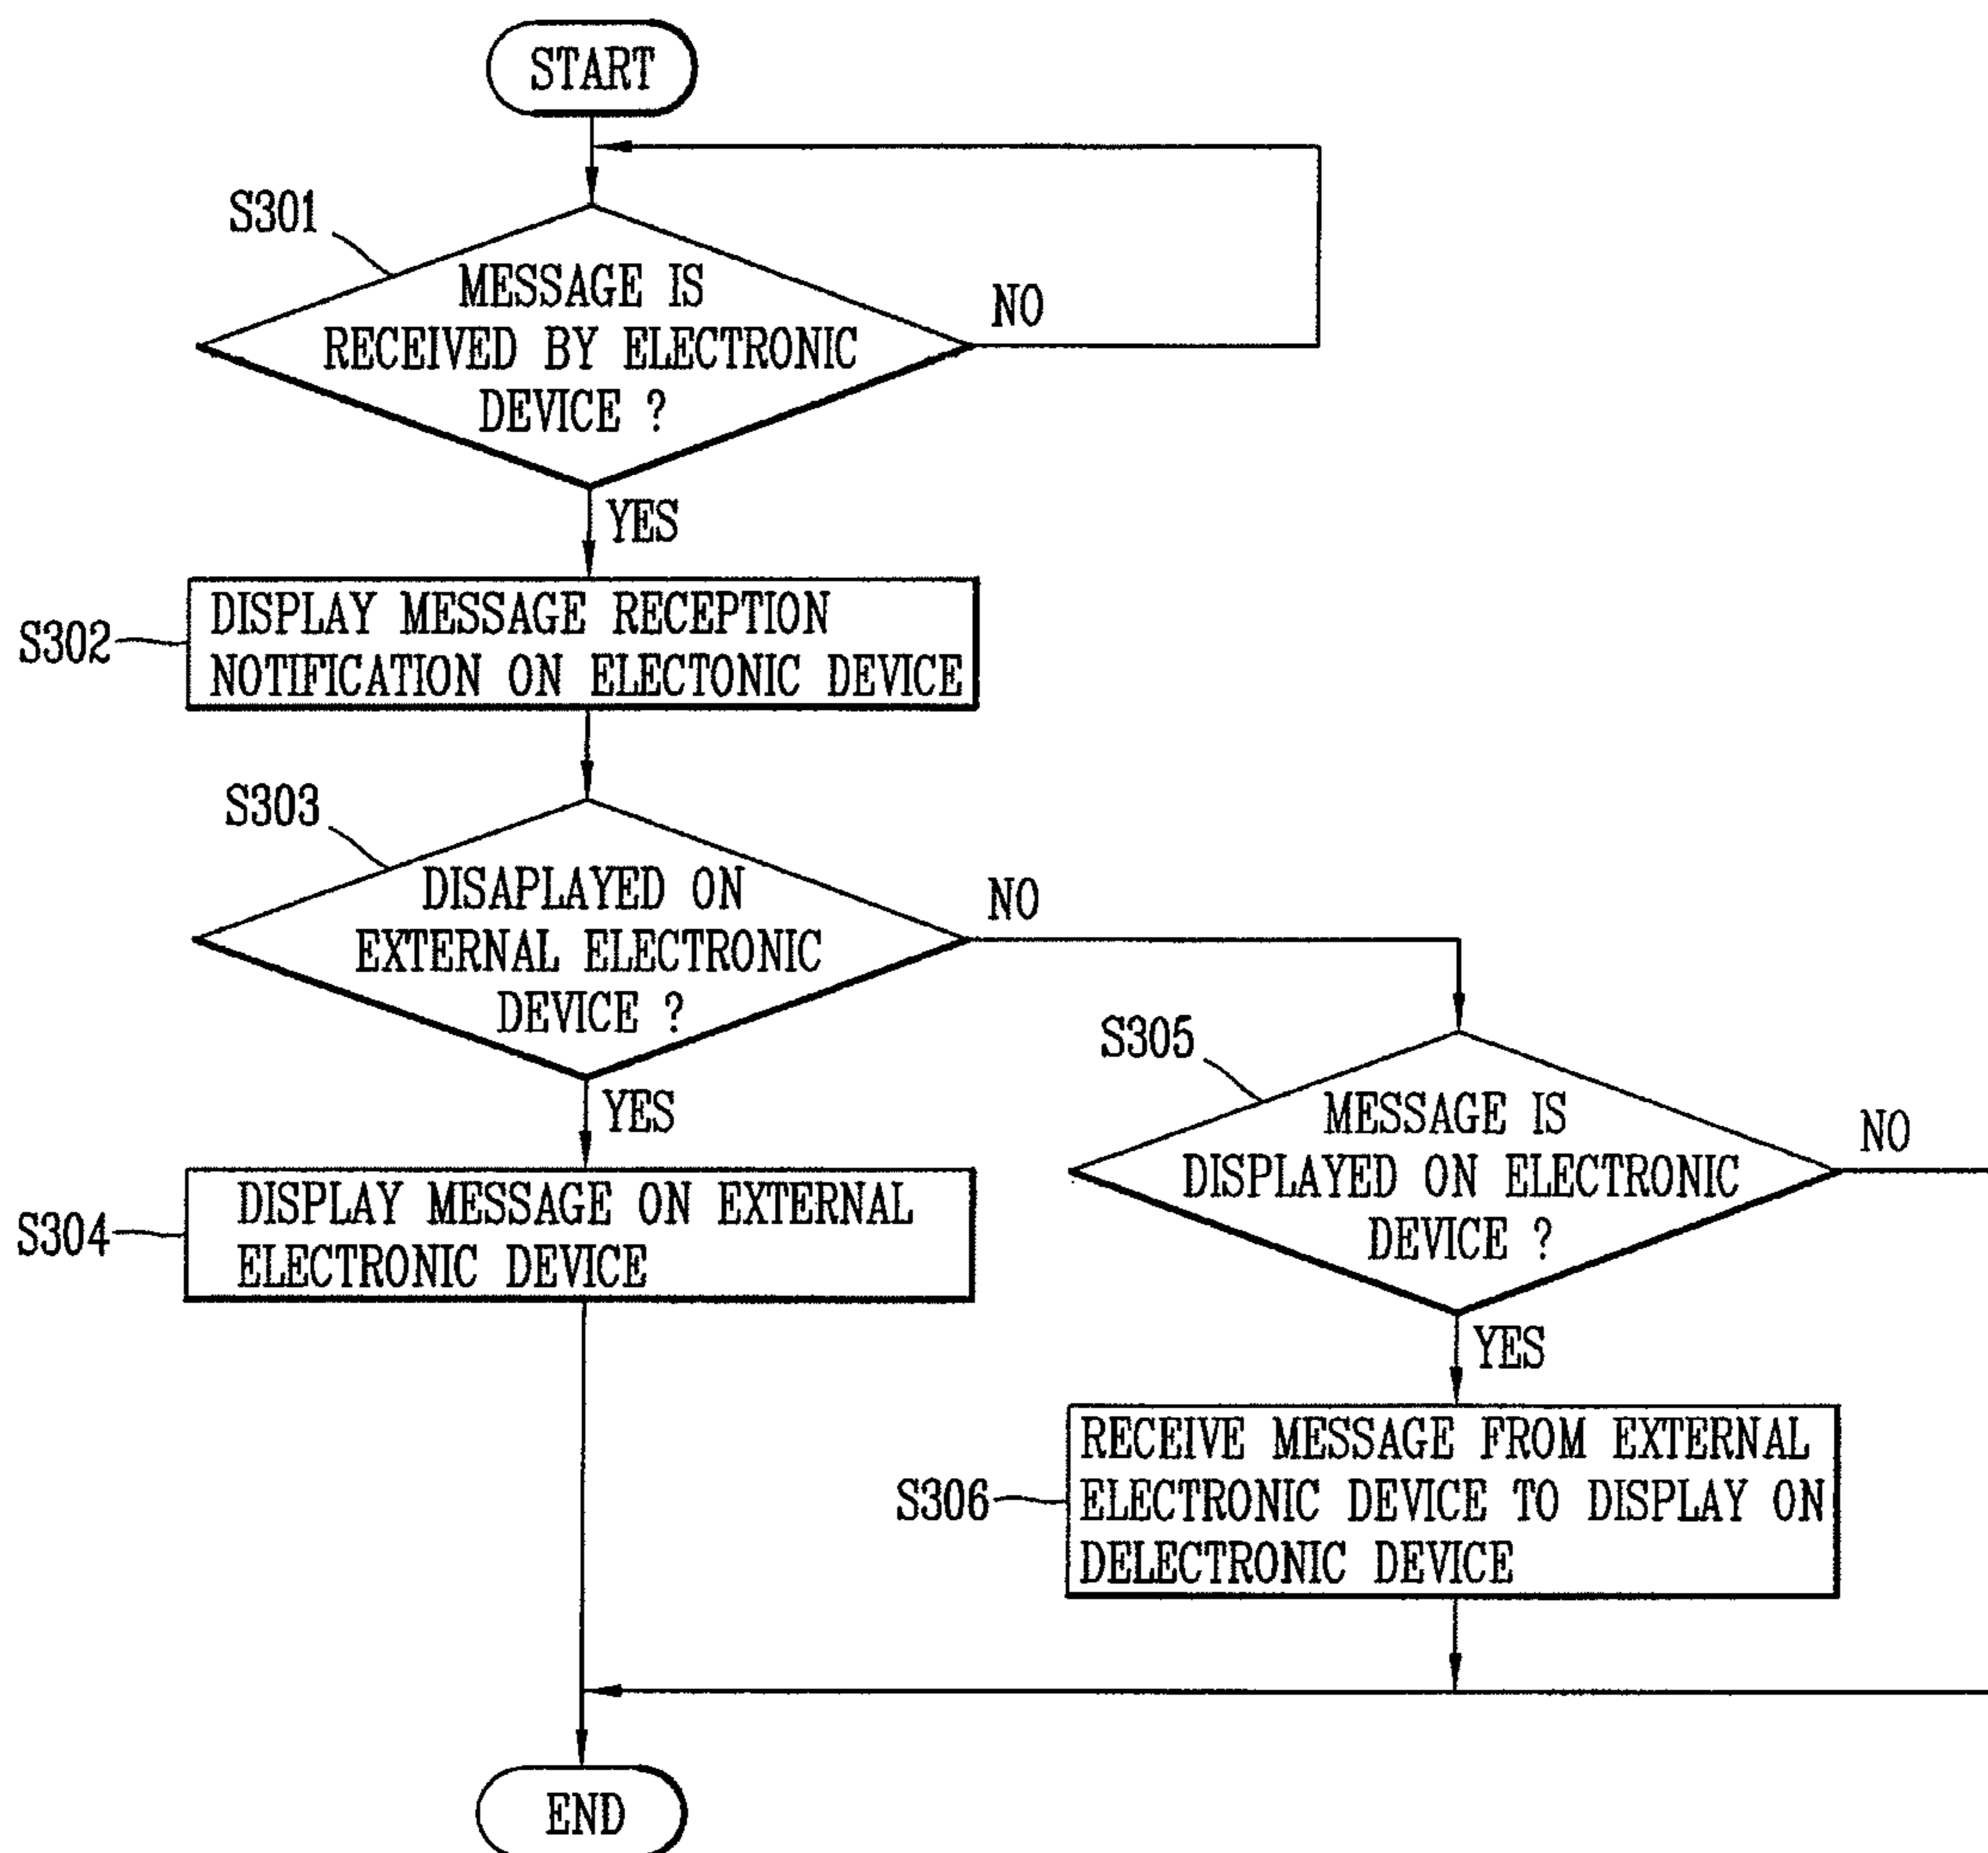 START
S301
MESSAGE IS
RECEIVED BY ELECTRONIC
DEVICE ?
NO
YES
S302
DISPLAY MESSAGE RECEPTION
NOTIFICATION ON ELECTONIC DEVICE
S303
DISAPLAYED ON
EXTERNAL ELECTRONIC
DEVICE ?
NO
YES
S304
DISPLAY MESSAGE ON EXTERNAL
ELECTRONIC DEVICE
S305
MESSAGE IS
DISPLAYED ON ELECTRONIC
DEVICE ?
NO
YES
S306
RECEIVE MESSAGE FROM EXTERNAL
ELECTRONIC DEVICE TO DISPLAY ON
DELECTRONIC DEVICE
END